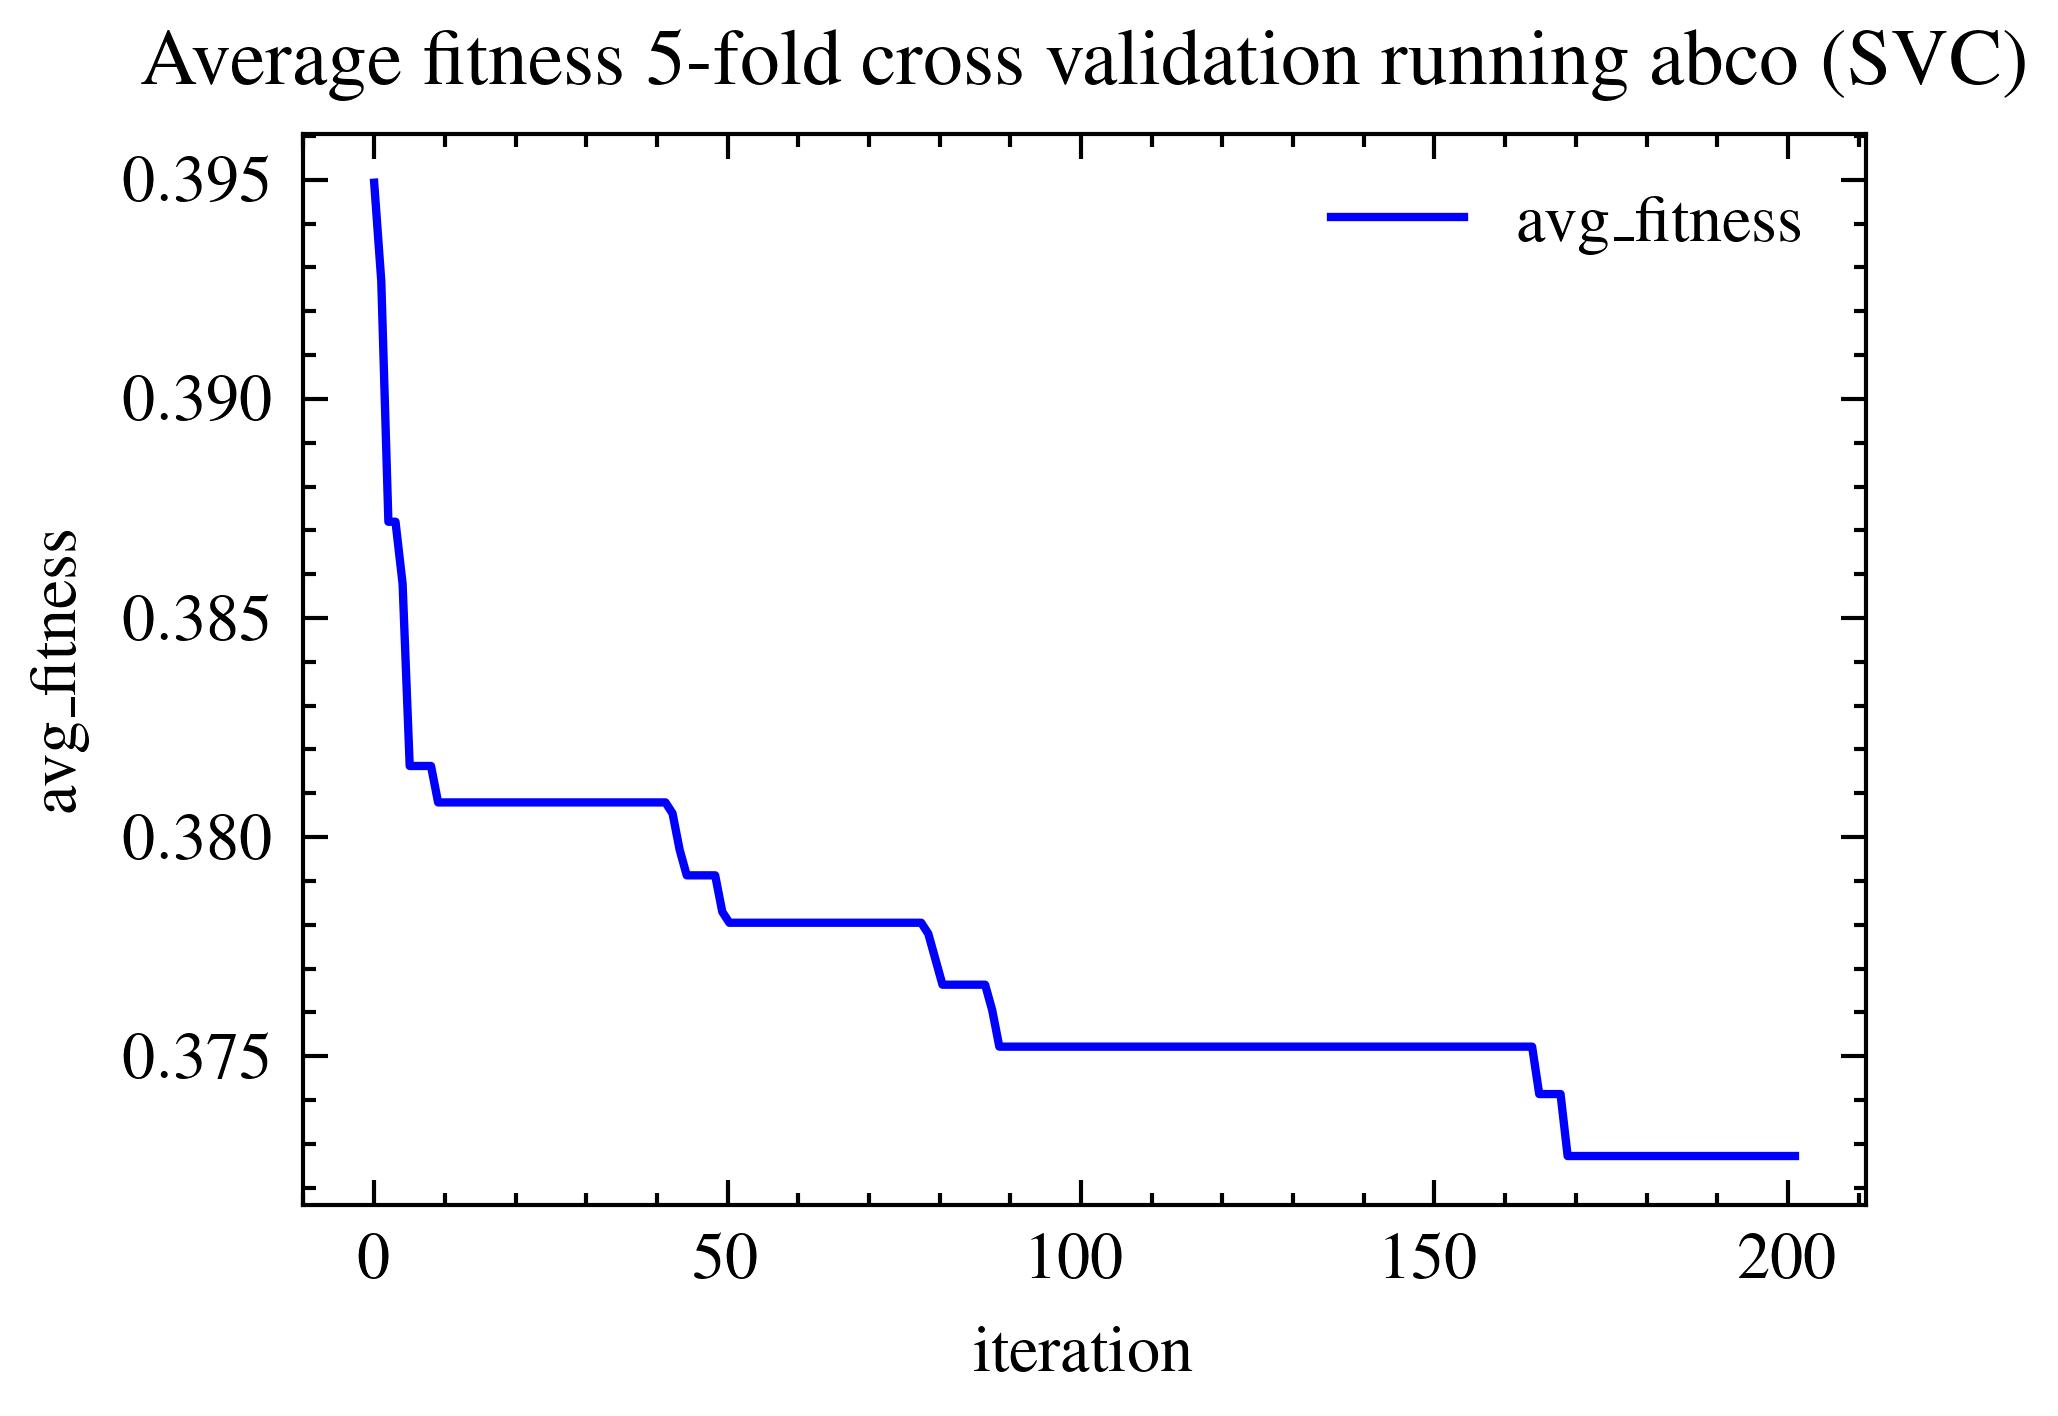 Average fitness 5-fold cross validation running abco (SVC)
avg_fitness
0.395
0.390
0.385
0.380
0.375
avg_fitness
0 50 100 150 200
iteration